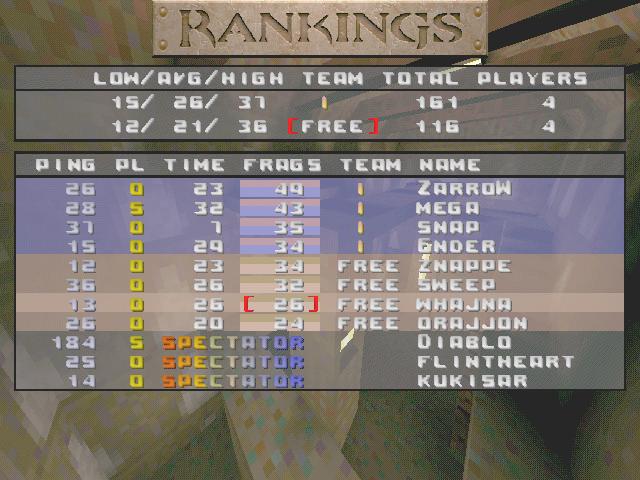 RANKINGS
LOW/AVG/HIGH TEAM TOTAL PLAYERS
15/ 26/ 37 1 161 4
12/ 21/ 36 [FREE] 116 4
PING PL TIME FRAGS TEAM NAME
26 0 23 49 1 ZARROW
28 5 32 43 1 MEGA
37 0 7 35 1 SNAP
15 0 29 34 1 GNDER
12 0 23 34 FREE ZNAPPE
36 0 26 32 FREE SWEEP
13 0 26 [ 26] FREE WHAJNA
26 0 20 24 FREE ORAJJON
184 5 SPECTATOR DIABLO
25 0 SPECTATOR FLINTHEART
14 0 SPECTATOR KUKISAR